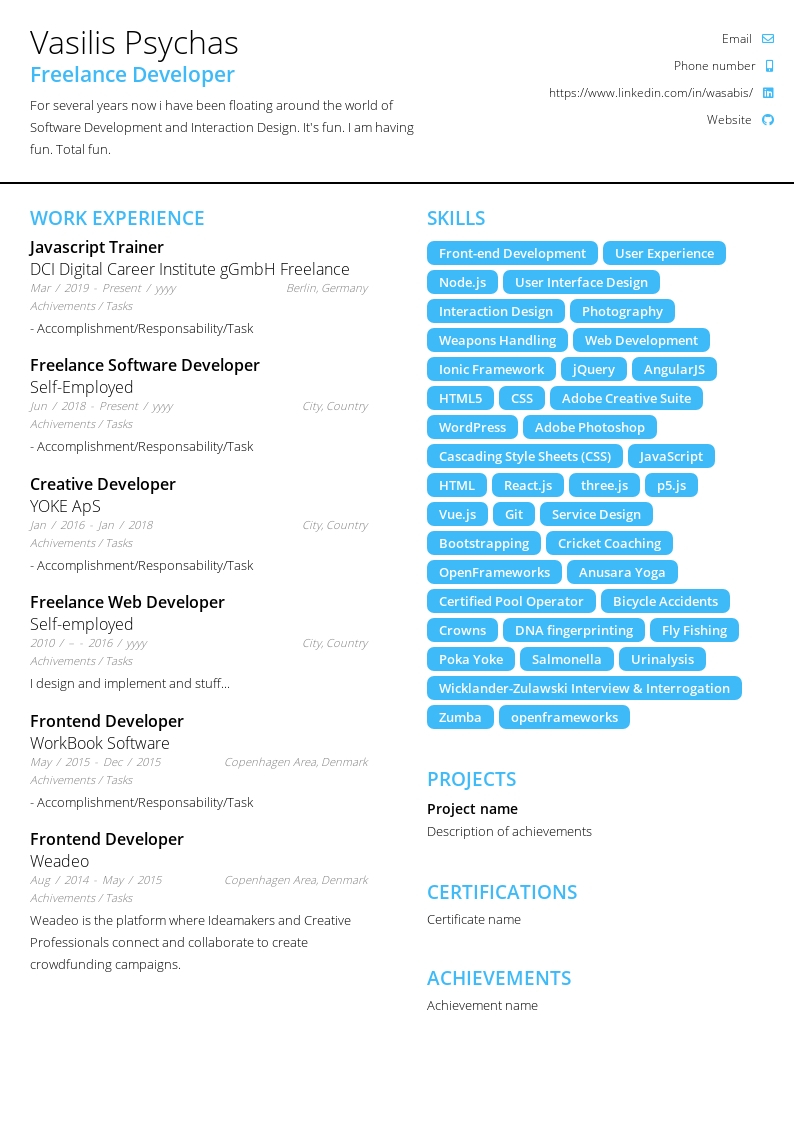 Vasilis Psychas
Freelance Developer
For several years now i have been floating around the world of
Software Development and Interaction Design. It's fun. I am having
fun. Total fun.
Email
Phone number
https://www.linkedin.com/in/wasabis/
Website
WORK EXPERIENCE
Javascript Trainer
DCI Digital Career Institute gGmbH Freelance
Mar / 2019 - Present / yyyy Berlin, Germany
Achivements / Tasks
- Accomplishment/Responsability/Task
Freelance Software Developer
Self-Employed
Jun / 2018 - Present / yyyy City, Country
Achivements / Tasks
- Accomplishment/Responsability/Task
Creative Developer
YOKE ApS
Jan / 2016 - Jan / 2018 City, Country
Achivements / Tasks
- Accomplishment/Responsability/Task
Freelance Web Developer
Self-employed
2010 / – - 2016 / yyyy City, Country
Achivements / Tasks
I design and implement and stuff...
Frontend Developer
WorkBook Software
May / 2015 - Dec / 2015 Copenhagen Area, Denmark
Achivements / Tasks
- Accomplishment/Responsability/Task
Frontend Developer
Weadeo
Aug / 2014 - May / 2015 Copenhagen Area, Denmark
Achivements / Tasks
Weadeo is the platform where Ideamakers and Creative
Professionals connect and collaborate to create
crowdfunding campaigns.
SKILLS
Front-end Development User Experience
Node.js User Interface Design
Interaction Design Photography
Weapons Handling Web Development
Ionic Framework jQuery AngularJS
HTML5 CSS Adobe Creative Suite
WordPress Adobe Photoshop
Cascading Style Sheets (CSS) JavaScript
HTML React.js three.js p5.js
Vue.js Git Service Design
Bootstrapping Cricket Coaching
OpenFrameworks Anusara Yoga
Certified Pool Operator Bicycle Accidents
Crowns DNA fingerprinting Fly Fishing
Poka Yoke Salmonella Urinalysis
Wicklander-Zulawski Interview & Interrogation
Zumba openframeworks
PROJECTS
Project name
Description of achievements
CERTIFICATIONS
Certificate name
ACHIEVEMENTS
Achievement name